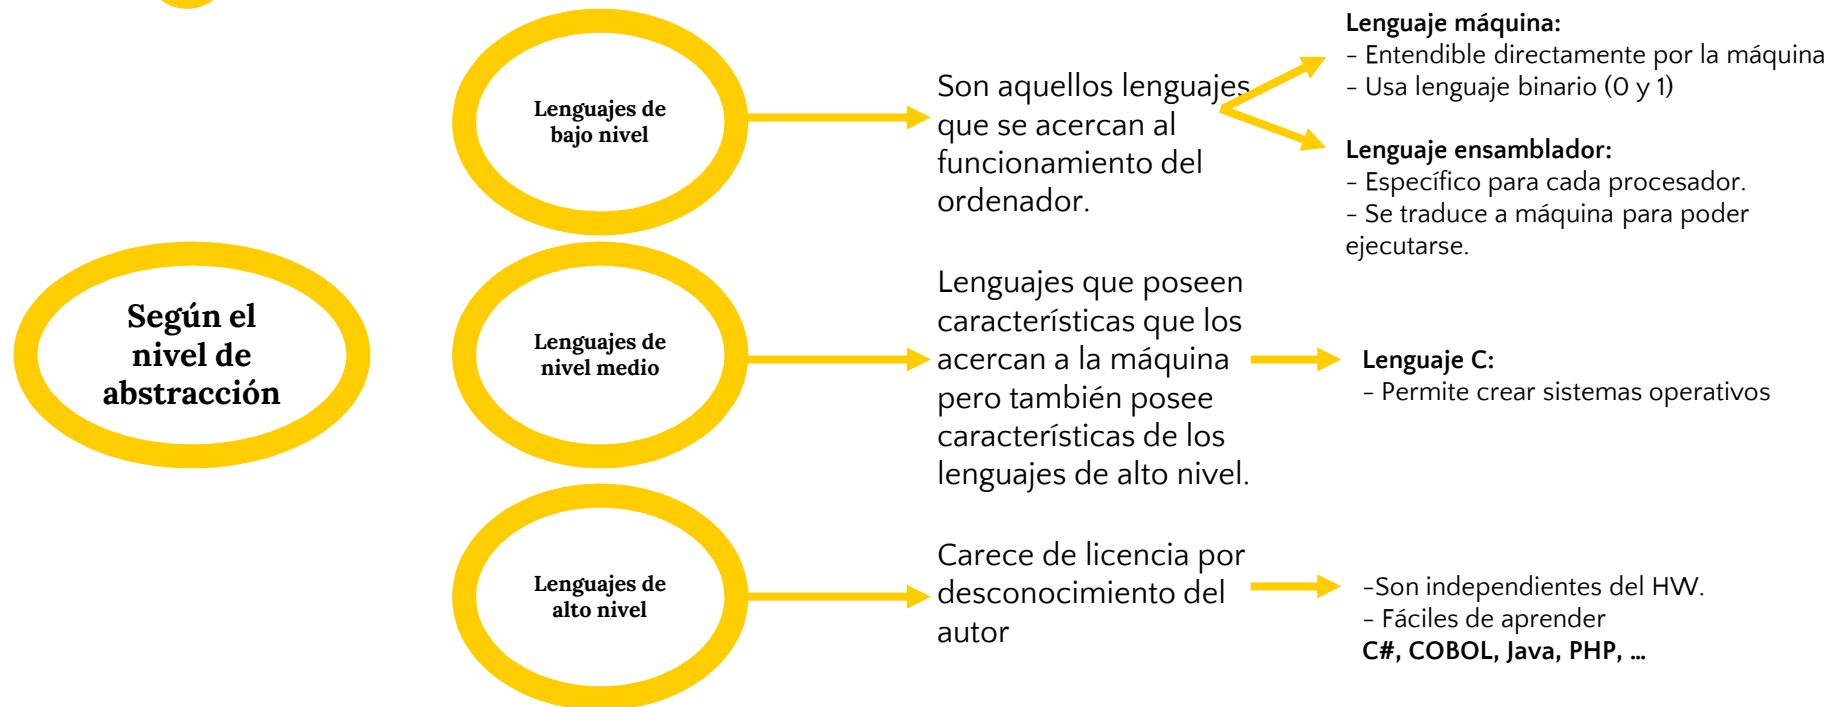 Según el
nivel de
abstracción
Lenguajes de
bajo nivel
Son aquellos lenguajes
que se acercan al
funcionamiento del
ordenador.
Lenguaje máquina:
- Entendible directamente por la máquina
- Usa lenguaje binario (0 y 1)
Lenguaje ensamblador:
- Específico para cada procesador.
- Se traduce a máquina para poder
ejecutarse.
Lenguajes de
nivel medio
Lenguajes que poseen
características que los
acercan a la máquina
pero también posee
características de los
lenguajes de alto nivel.
Lenguaje C:
- Permite crear sistemas operativos
Lenguajes de
alto nivel
Carece de licencia por
desconocimiento del
autor
-Son independientes del HW.
- Fáciles de aprender
C#, COBOL, Java, PHP, ...